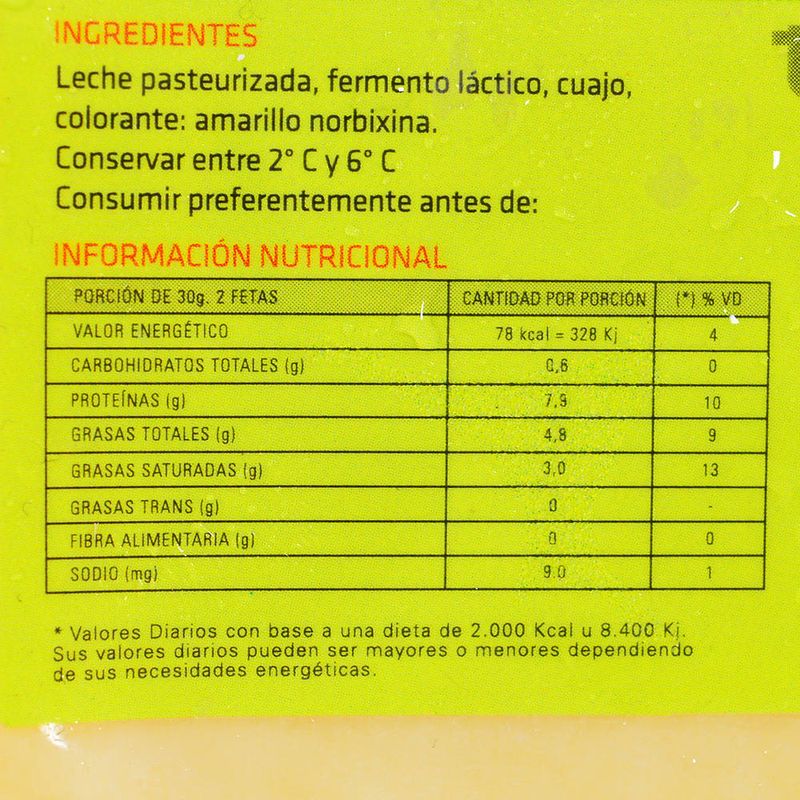 INGREDIENTES
Leche pasteurizada, fermento láctico, cuajo,
colorante: amarillo norbixina.
Conservar entre 2° C y 6° C
Consumir preferentemente antes de:
INFORMACIÓN NUTRICIONAL
PORCIÓN DE 30g. 2 FETAS CANTIDAD POR PORCIÓN (*) % VD
VALOR ENERGÉTICO 78 kcal = 328 Kj 4
CARBOHIDRATOS TOTALES (g) 0,6 0
PROTEÍNAS (g) 7,9 10
GRASAS TOTALES (g) 4,8 9
GRASAS SATURADAS (g) 3,0 13
GRASAS TRANS (g) 0 -
FIBRA ALIMENTARIA (g) 0 0
SODIO (mg) 9.0 1
* Valores Diarios con base a una dieta de 2.000 Kcal u 8.400 Kj.
Sus valores diarios pueden ser mayores o menores dependiendo
de sus necesidades energéticas.